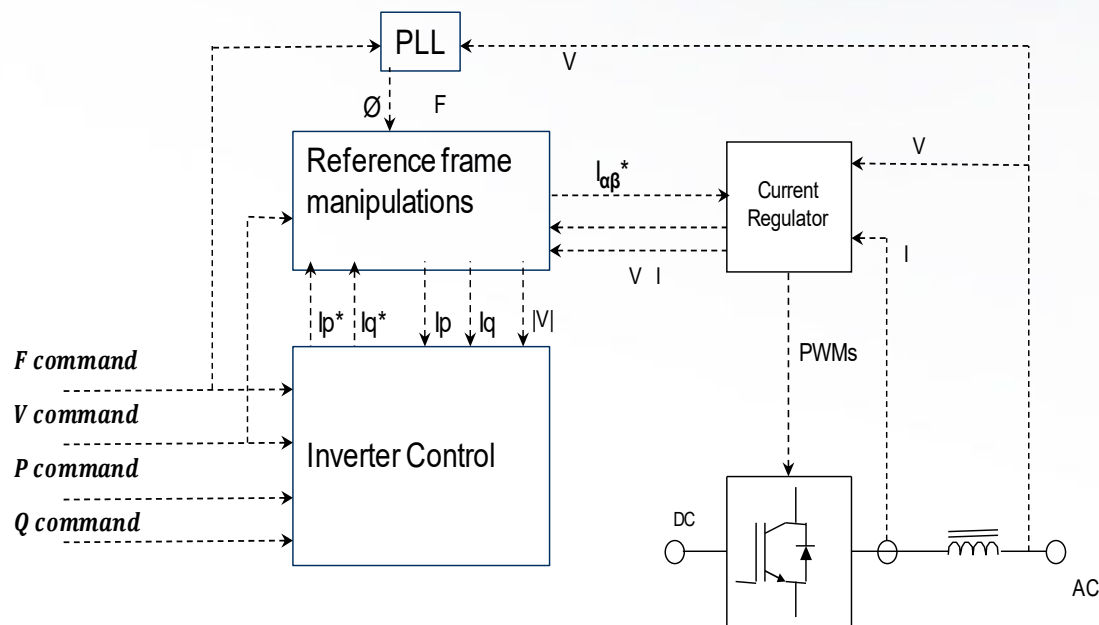 PLL
V
Ø F
Reference frame
manipulations
Iαβ*
V
Current
Regulator
I
V I
Ip* Iq* Ip Iq |V|
PWMs
F command
V command
P command
Q command
Inverter Control
DC
AC